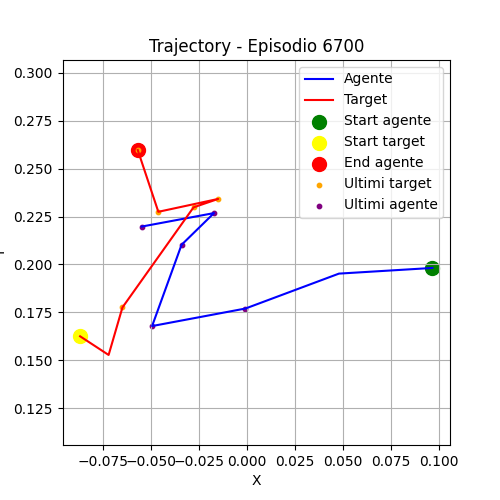 Trajectory - Episodio 6700
0.300
0.275
0.250
0.225
0.200
0.175
0.150
0.125
Agente
Target
Start agente
Start target
End agente
Ultimi target
Ultimi agente
−0.075 −0.050 −0.025 0.000 0.025 0.050 0.075 0.100
X